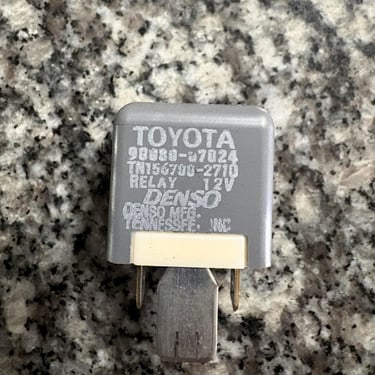 TOYOTA
90080-87024
TN156700-2710
RELAY 12V
DENSO
DENSO MFG.
TENNESSEE, INC